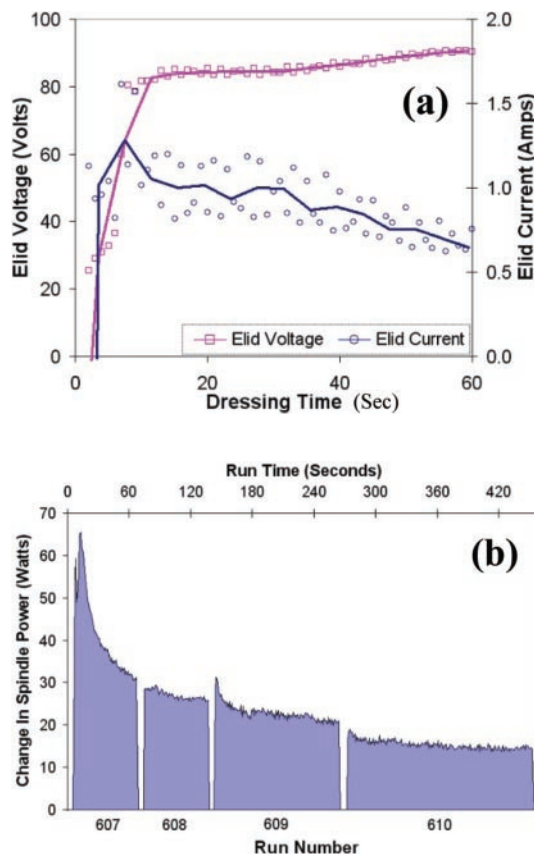 100
80
60
40
20
0
Elid Voltage (Volts)
(a)
2.0
1.5
1.0
0.5
0.0
Elid Current (Amps)
Elid Voltage
Elid Current
0
20
40
60
Dressing Time (Sec)
Run Time (Seconds)
0 60 120 180 240 300 360 420
70
60
50
40
30
20
10
0
Change In Spindle Power (Watts)
(b)
607 608 609 610
Run Number